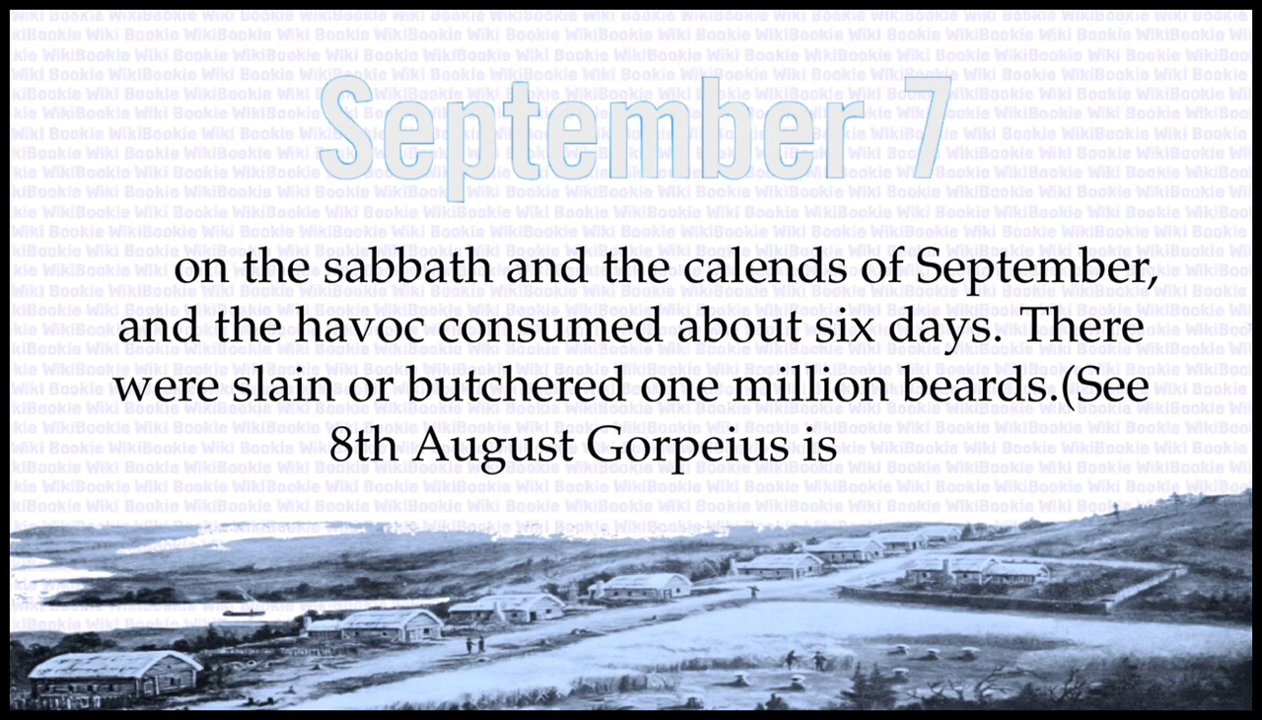 September 7
on the sabbath and the calends of September,
and the havoc consumed about six days. There
were slain or butchered one million beards.(See
8th August Gorpeius is